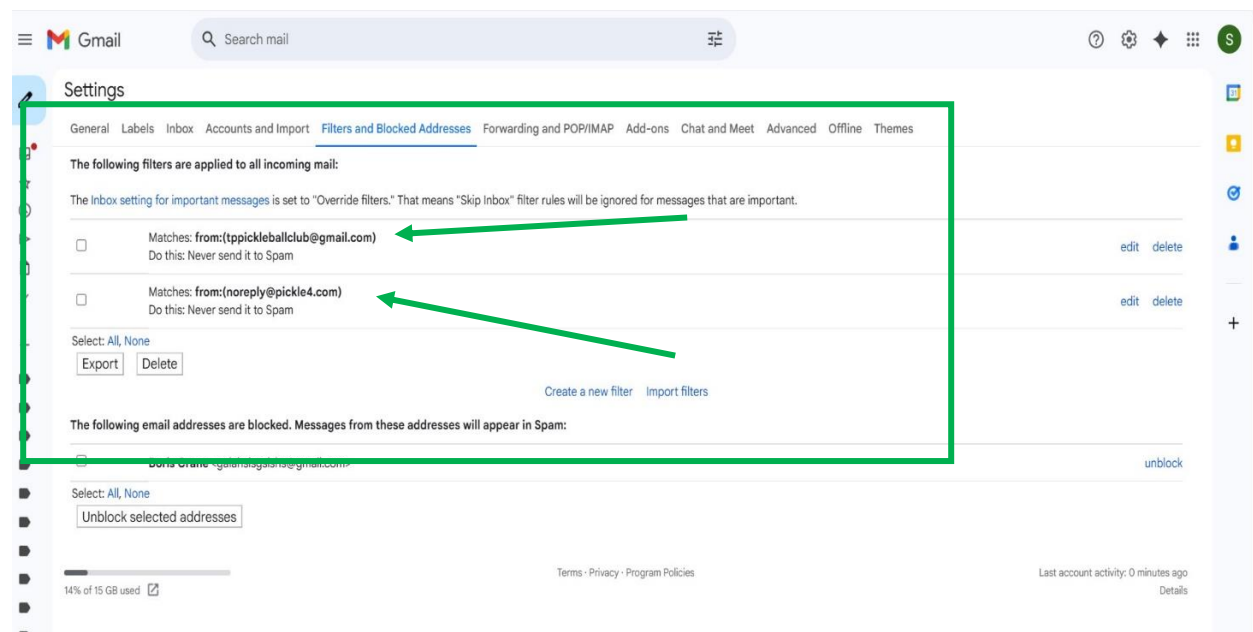 Gmail
Search mail
S
Settings
General Labels Inbox Accounts and Import Filters and Blocked Addresses Forwarding and POP/IMAP Add-ons Chat and Meet Advanced Offline Themes
The following filters are applied to all incoming mail:
The Inbox setting for important messages is set to "Override filters." That means "Skip Inbox" filter rules will be ignored for messages that are important.
Matches: from:(tppickleballclub@gmail.com)
Do this: Never send it to Spam
edit delete
Matches: from:(noreply@pickle4.com)
Do this: Never send it to Spam
edit delete
Select: All, None
Export Delete
Create a new filter Import filters
The following email addresses are blocked. Messages from these addresses will appear in Spam:
unblock
Select: All, None
Unblock selected addresses
14% of 15 GB used
Terms · Privacy · Program Policies
Last account activity: 0 minutes ago
Details